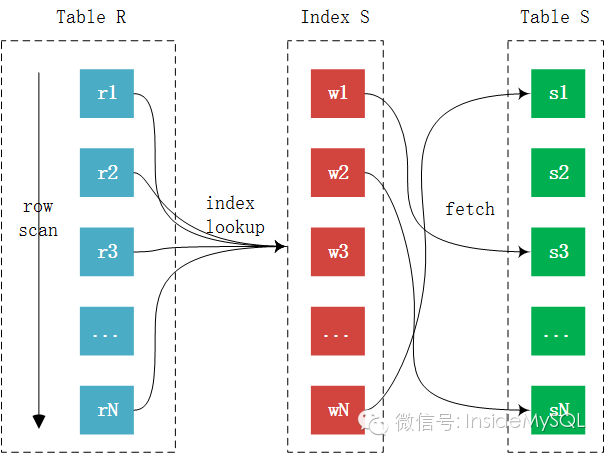 Table R
Index S
Table S
r1
w1
s1
r2
w2
s2
row
scan
index
lookup
fetch
r3
w3
s3
...
...
...
rN
wN
sN
微信号: InsideMySQL